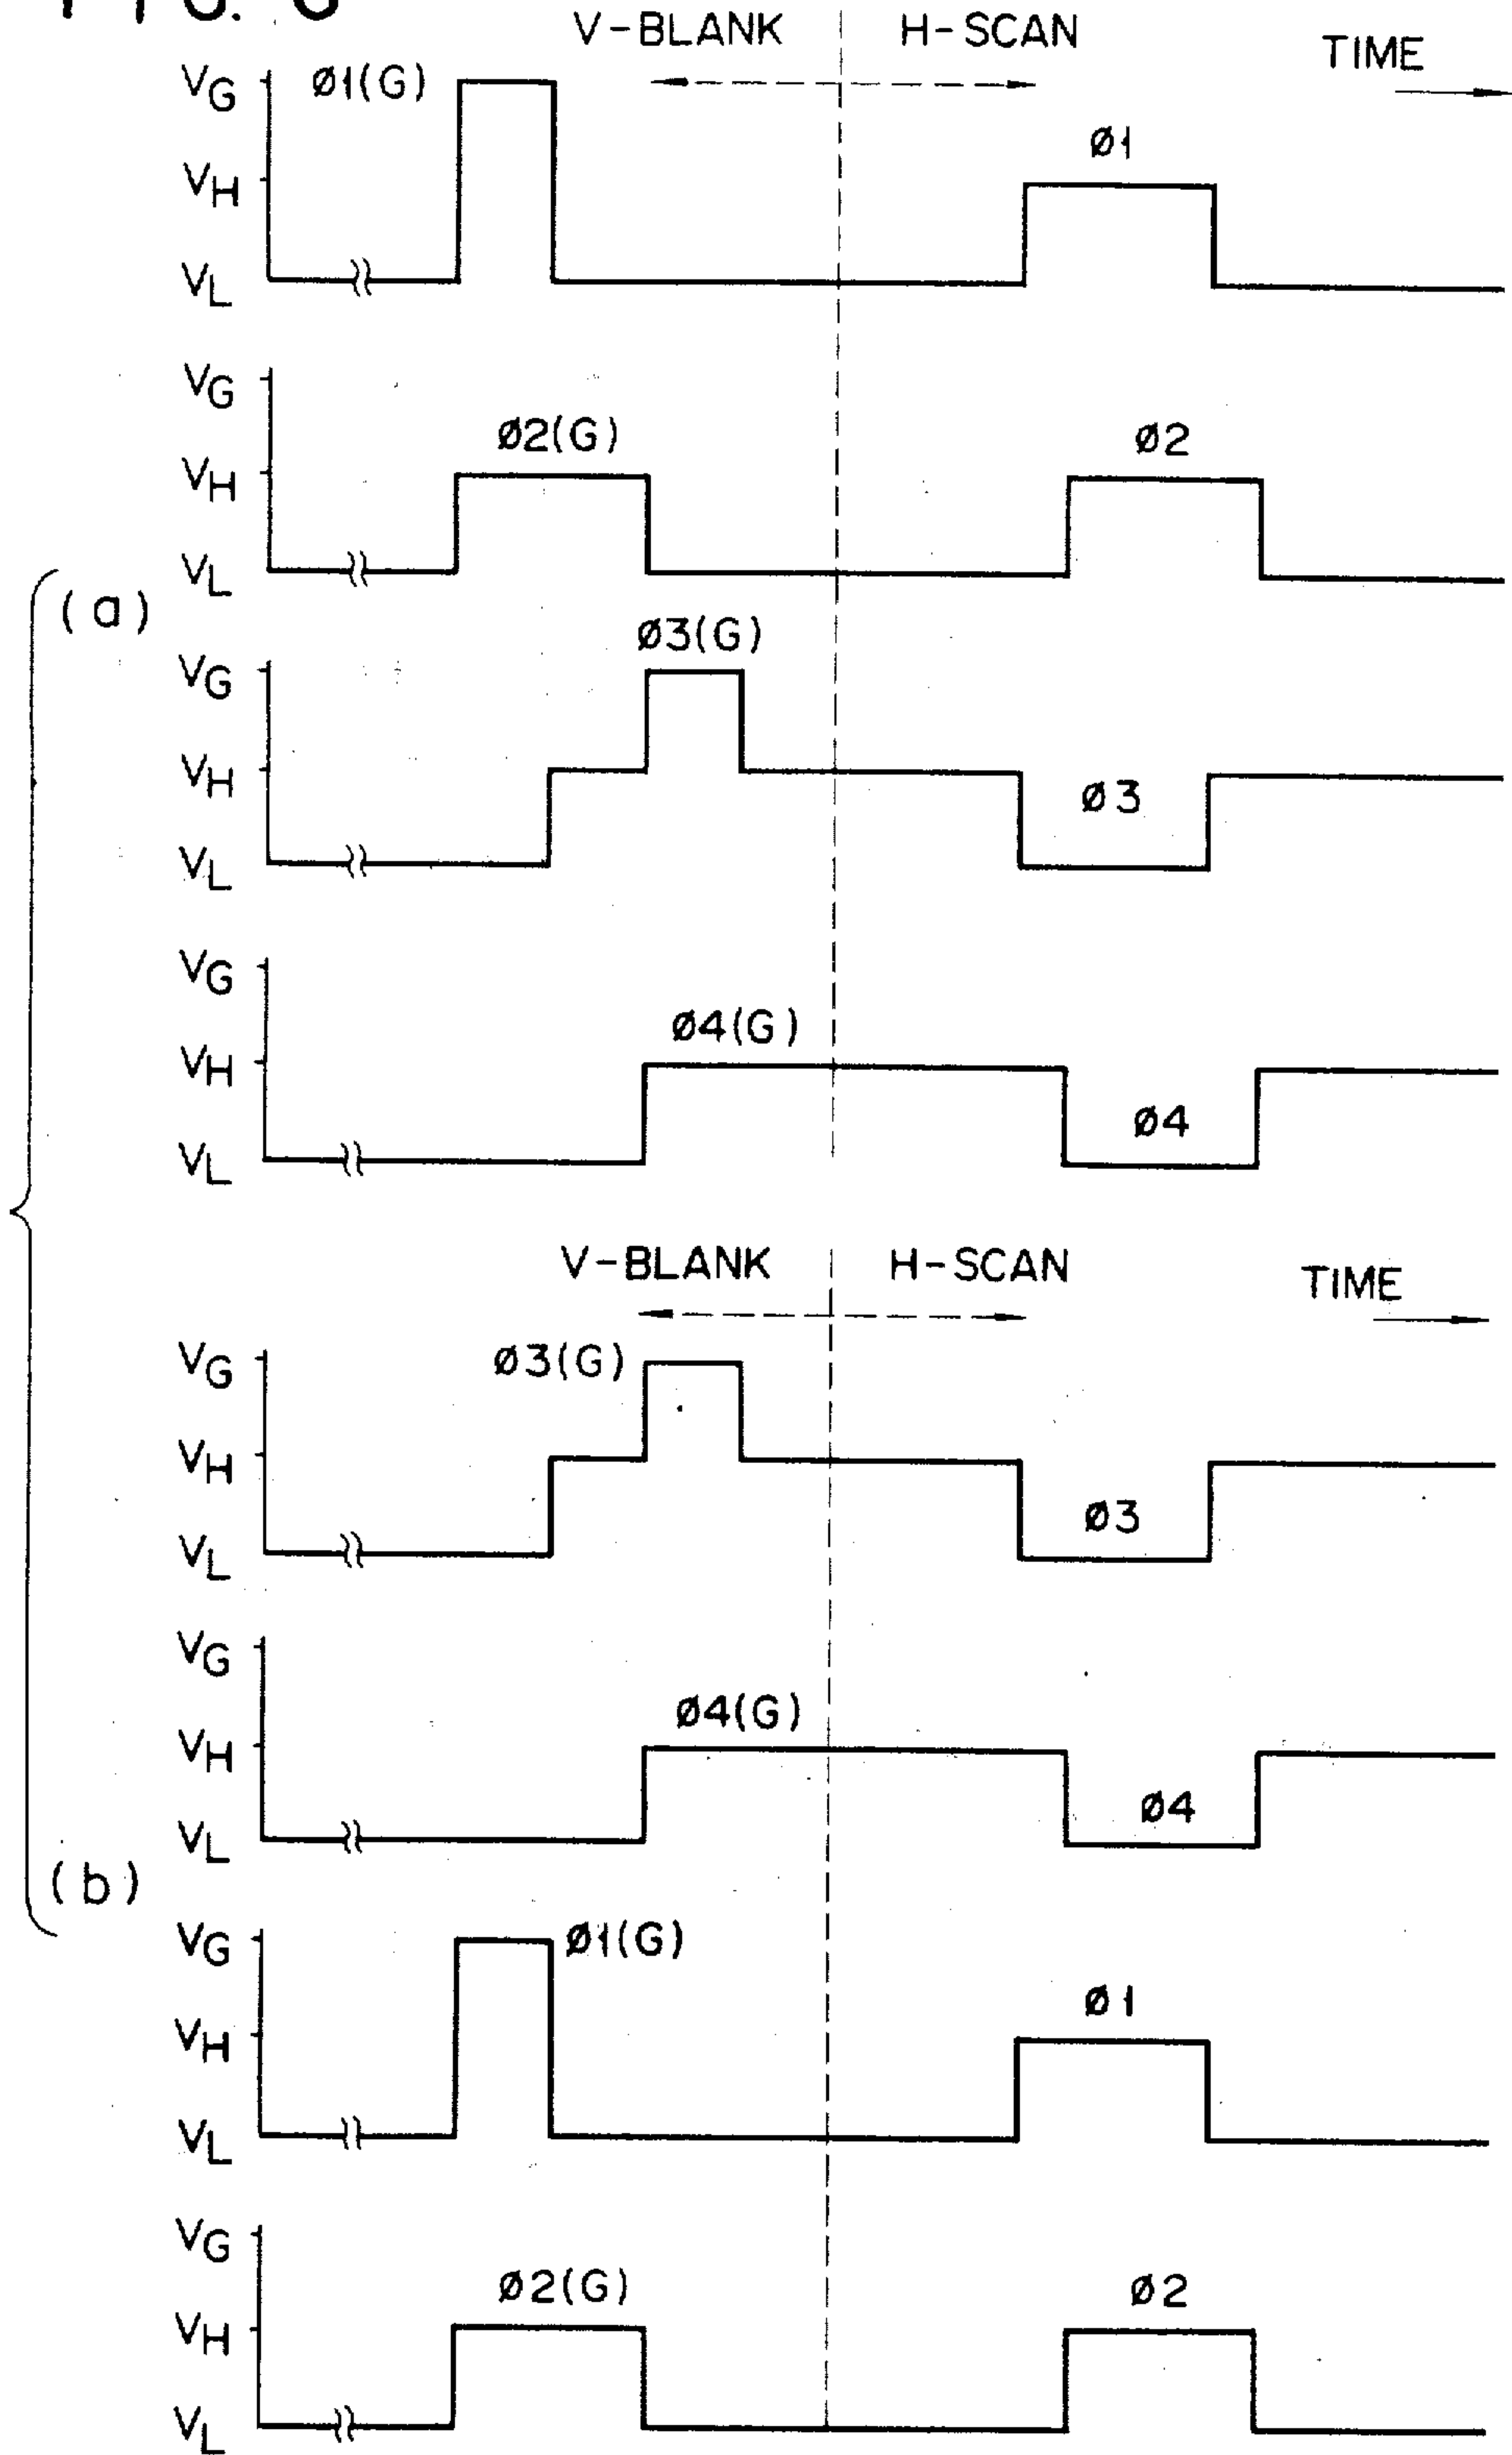 V-BLANK H-SCAN TIME
VG ø1(G)
VH ø1
VL
VG
VH ø2(G) ø2
VL
(a)
VG ø3(G)
VH
VL ø3
VG
VH ø4(G)
VL ø4
V-BLANK H-SCAN TIME
VG ø3(G)
VH
VL ø3
VG
VH ø4(G)
VL ø4
(b)
VG ø1(G)
VH ø1
VL
VG
VH ø2(G) ø2
VL